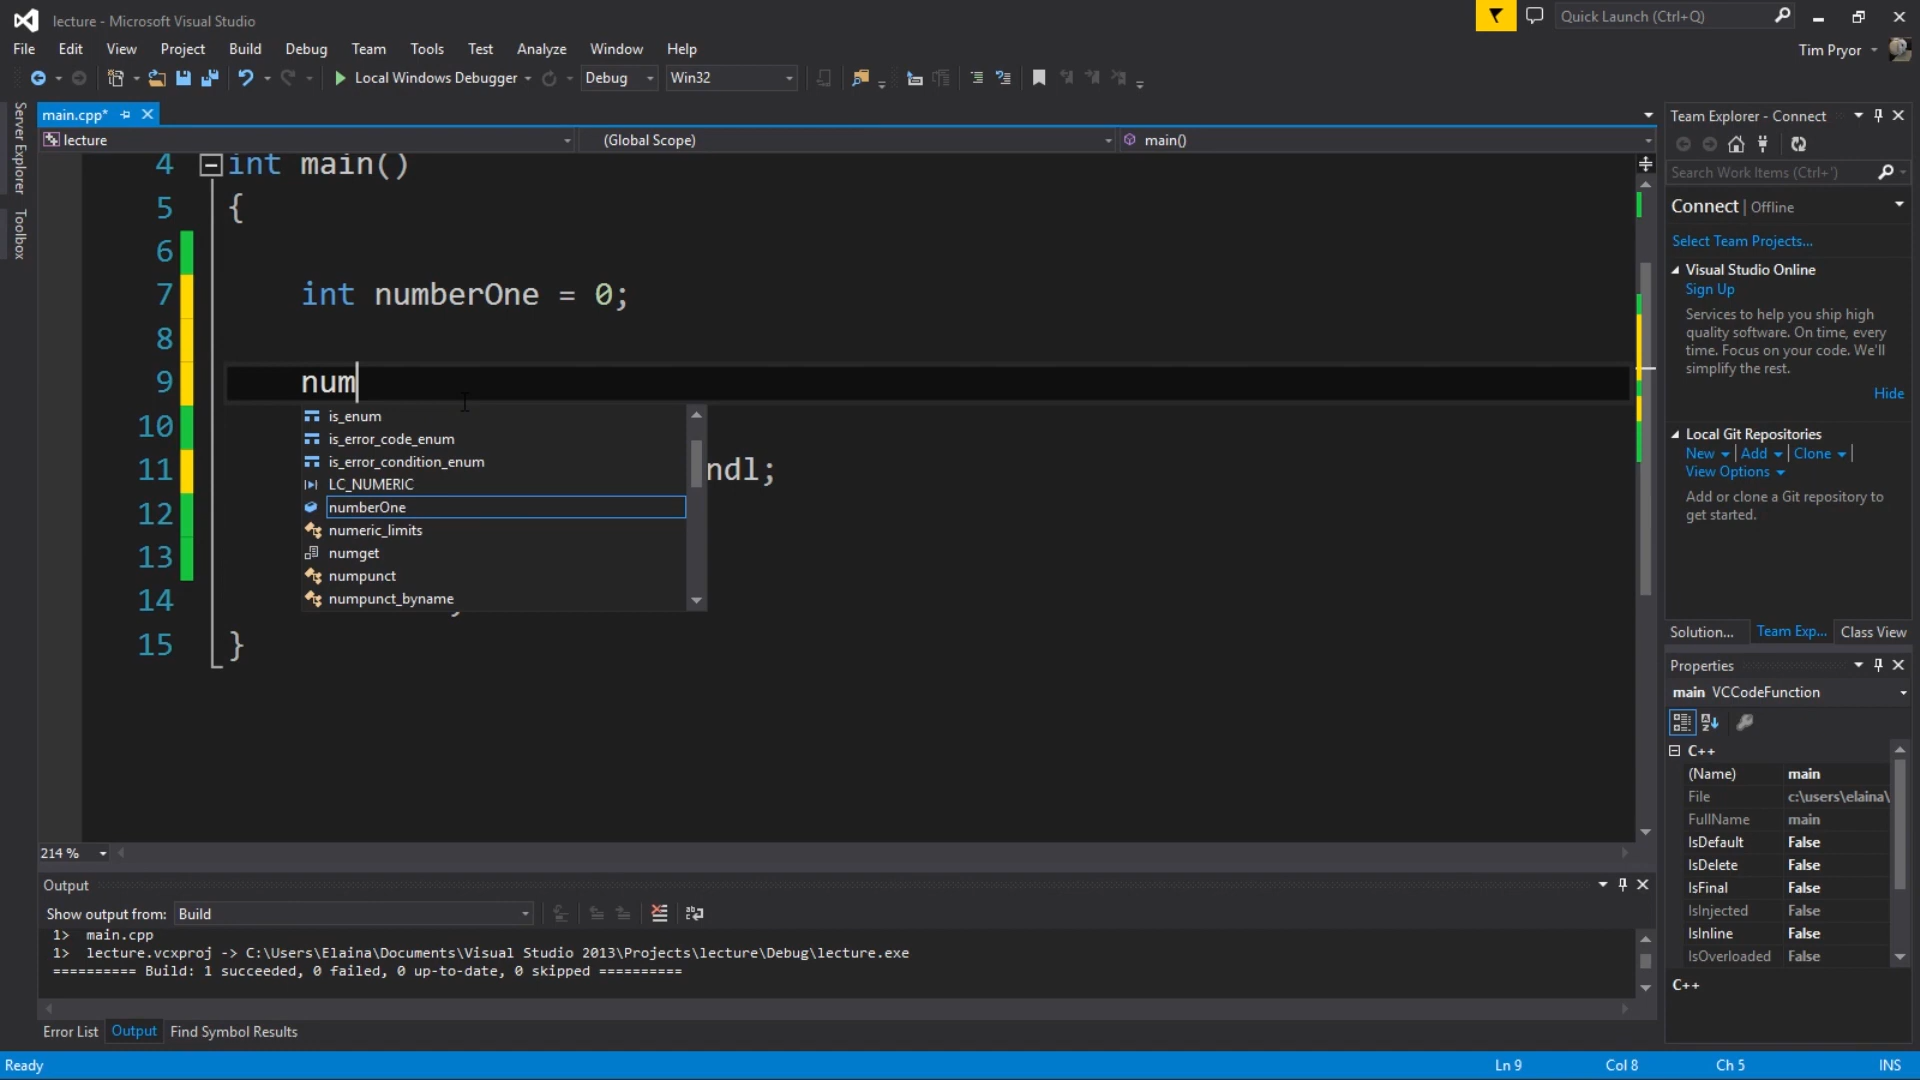 lecture - Microsoft Visual Studio
Quick Launch (Ctrl+Q)
File Edit View Project Build Debug Team Tools Test Analyze Window Help
Tim Pryor
Local Windows Debugger Debug Win32
Server Explorer
Toolbox
main.cpp*
lecture (Global Scope) main()
4 int main()
5 {
6
7 int numberOne = 0;
8
9 num
10
11 ndl;
12
13
14
15 }
is_enum
is_error_code_enum
is_error_condition_enum
LC_NUMERIC
numberOne
numeric_limits
numget
numpunct
numpunct_byname
214 %
Team Explorer - Connect
Search Work Items (Ctrl+')
Connect | Offline
Select Team Projects...
Visual Studio Online
Sign Up
Services to help you ship high
quality software. On time, every
time. Focus on your code. We'll
simplify the rest.
Hide
Local Git Repositories
New | Add | Clone |
View Options
Add or clone a Git repository to
get started.
Solution... Team Exp... Class View
Properties
main VCCodeFunction
C++
(Name) main
File c:\users\elaina\
FullName main
IsDefault False
IsDelete False
IsFinal False
IsInjected False
IsInline False
IsOverloaded False
C++
Output
Show output from: Build
1> main.cpp
1> lecture.vcxproj -> C:\Users\Elaina\Documents\Visual Studio 2013\Projects\lecture\Debug\lecture.exe
========== Build: 1 succeeded, 0 failed, 0 up-to-date, 0 skipped ==========
Error List Output Find Symbol Results
Ready Ln 9 Col 8 Ch 5 INS